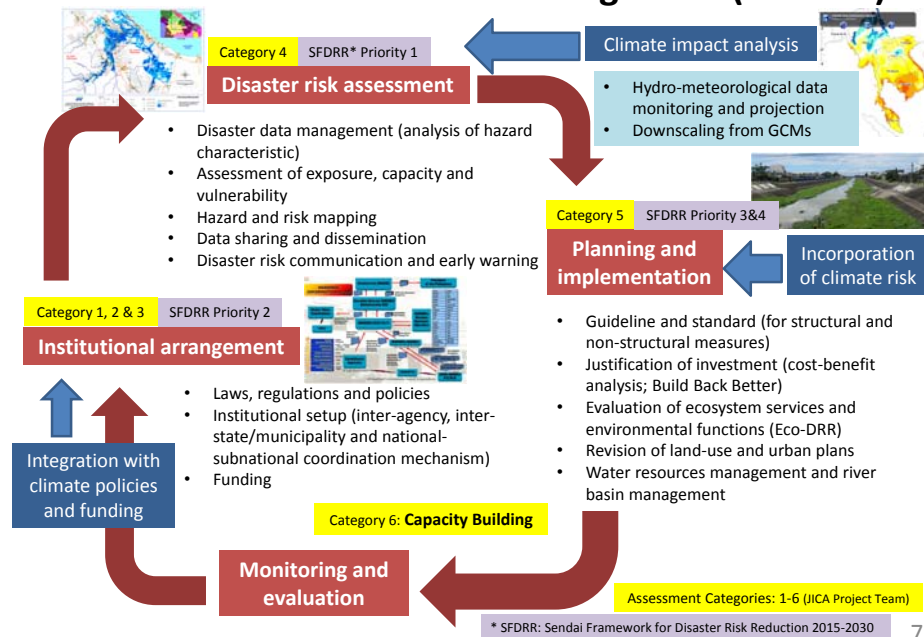 Category 4
SFDRR* Priority 1
Disaster risk assessment
Climate impact analysis
• Hydro-meteorological data
monitoring and projection
• Downscaling from GCMs
• Disaster data management (analysis of hazard
characteristic)
• Assessment of exposure, capacity and
vulnerability
• Hazard and risk mapping
• Data sharing and dissemination
• Disaster risk communication and early warning
Category 5
SFDRR Priority 3&4
Planning and
implementation
Incorporation
of climate risk
• Guideline and standard (for structural and
non-structural measures)
• Justification of investment (cost-benefit
analysis; Build Back Better)
• Evaluation of ecosystem services and
environmental functions (Eco-DRR)
• Revision of land-use and urban plans
• Water resources management and river
basin management
Category 1, 2 & 3
SFDRR Priority 2
Institutional arrangement
• Laws, regulations and policies
• Institutional setup (inter-agency, inter-
state/municipality and national-
subnational coordination mechanism)
• Funding
Integration with
climate policies
and funding
Category 6: Capacity Building
Monitoring and
evaluation
Assessment Categories: 1-6 (JICA Project Team)
* SFDRR: Sendai Framework for Disaster Risk Reduction 2015-2030
7